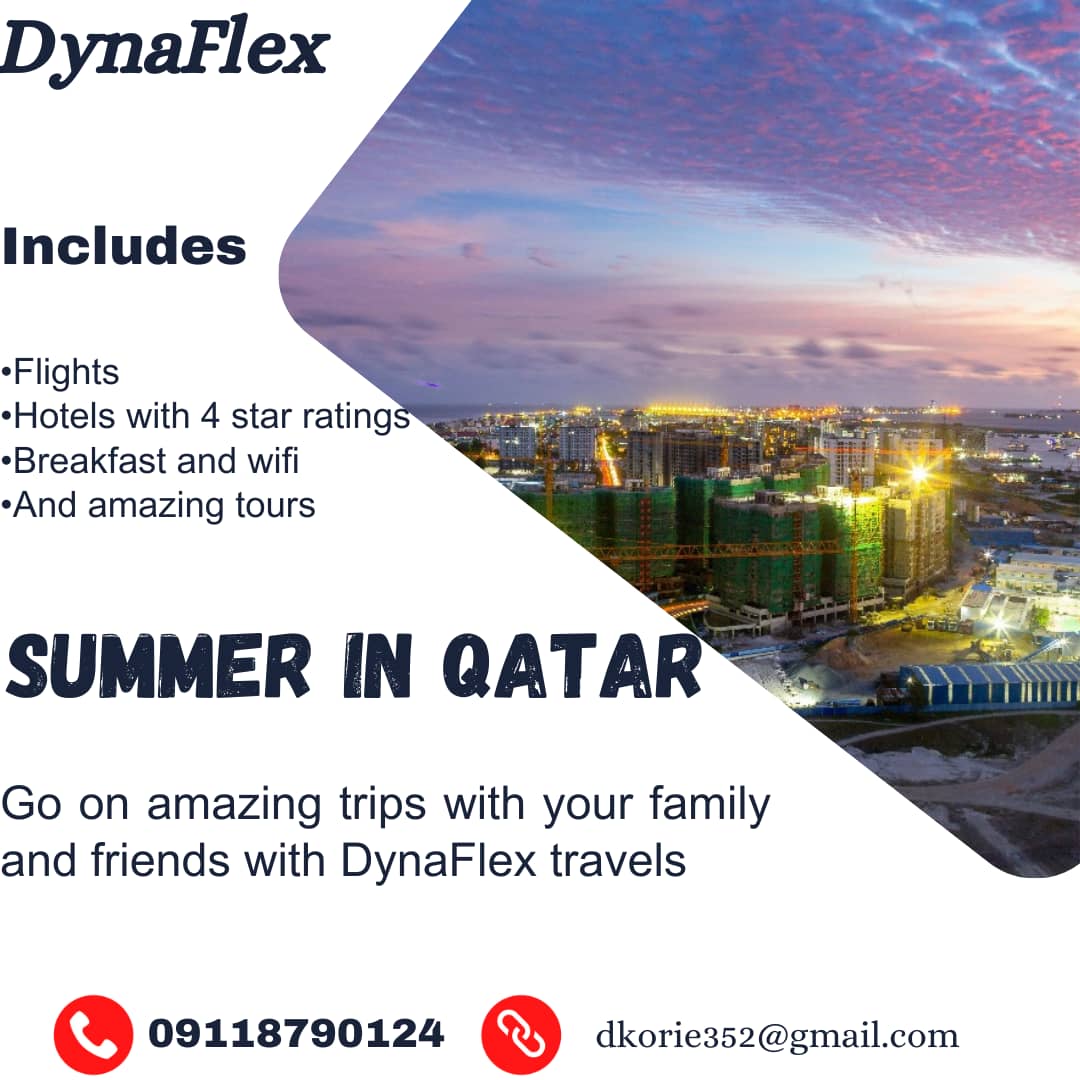 DynaFlex
Includes
•Flights
•Hotels with 4 star ratings
•Breakfast and wifi
•And amazing tours
SUMMER IN QATAR
Go on amazing trips with your family
and friends with DynaFlex travels
09118790124
dkorie352@gmail.com